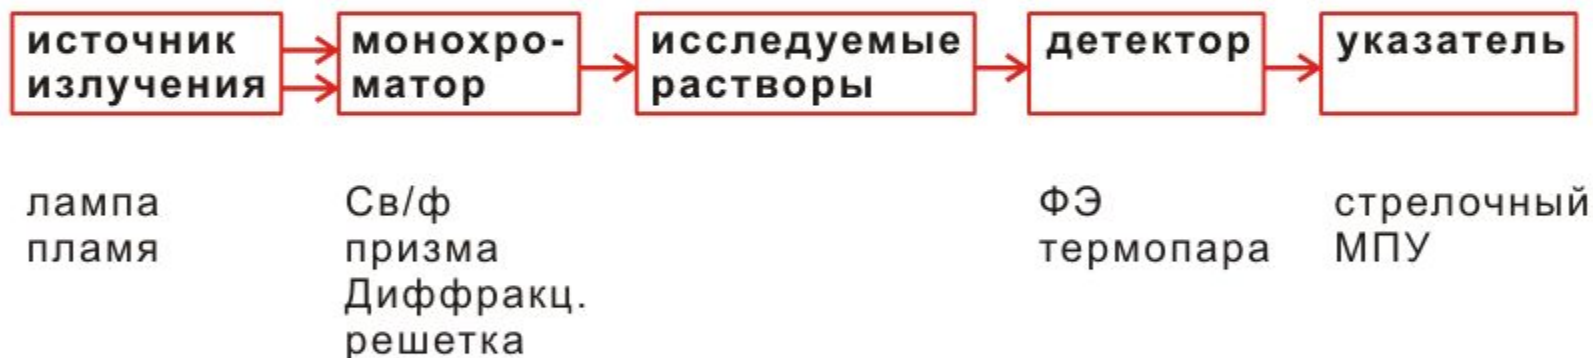 источник
излучения
монохро-
матор
исследуемые
растворы
детектор
указатель
лампа
пламя
Св/ф
призма
Диффракц.
решетка
ФЭ
термопара
стрелочный
МПУ